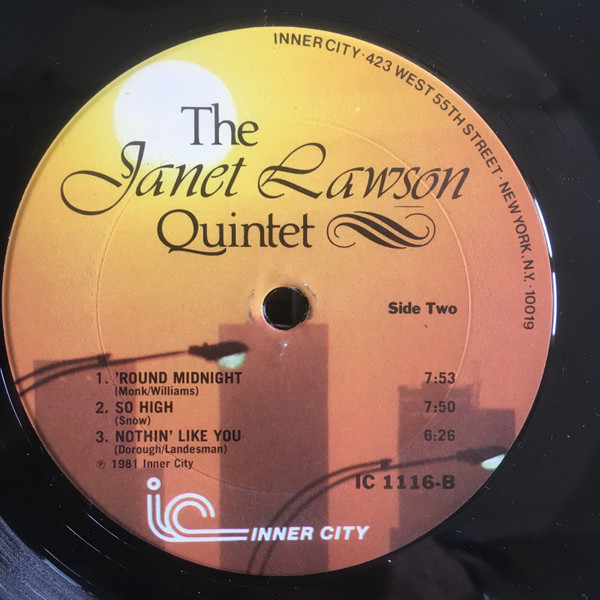 INNER CITY · 423 WEST 55TH STREET · NEW YORK, N.Y. 10019
The
Janet Lawson
Quintet
Side Two
1. 'ROUND MIDNIGHT 7:53
(Monk/Williams)
2. SO HIGH 7:50
(Snow)
3. NOTHIN' LIKE YOU 6:26
(Dorough/Landesman)
℗ 1981 Inner City
IC 1116-B
ic INNER CITY